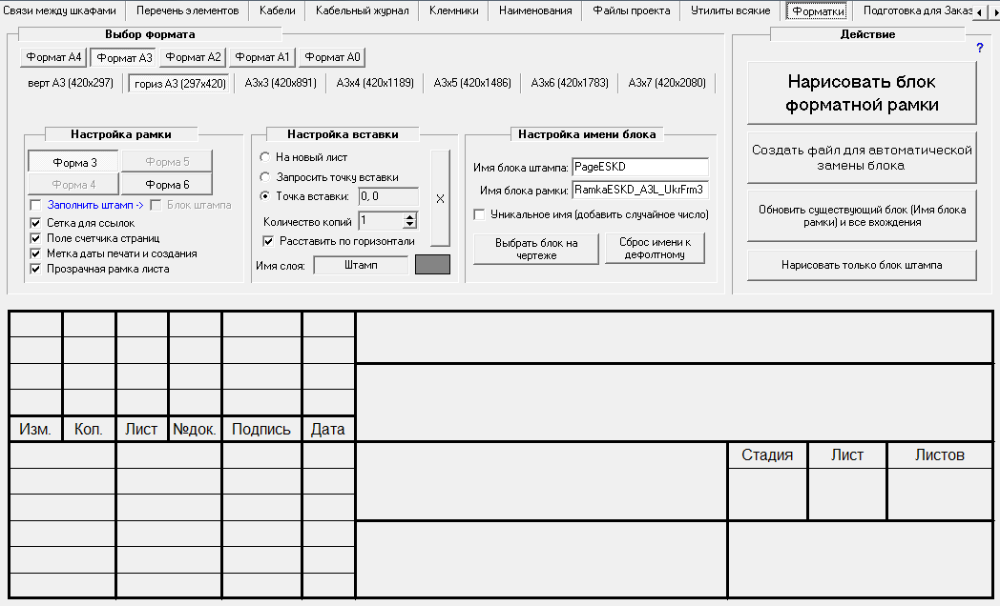 Связи между шкафами
Перечень элементов
Кабели
Кабельный журнал
Клемники
Наименования
Файлы проекта
Утилиты всякие
Форматки
Подготовка для Заказ
Выбор формата
Формат А4
Формат А3
Формат А2
Формат А1
Формат А0
верт А3 (420x297)
гориз А3 (297x420)
А3x3 (420x891)
А3x4 (420x1189)
А3x5 (420x1486)
А3x6 (420x1783)
А3x7 (420x2080)
Настройка рамки
Форма 3
Форма 5
Форма 4
Форма 6
Заполнить штамп ->
Блок штампа
Сетка для ссылок
Поле счетчика страниц
Метка даты печати и создания
Прозрачная рамка листа
Настройка вставки
На новый лист
Запросить точку вставки
Точка вставки:
0, 0
X
Количество копий
1
Расставить по горизонтали
Имя слоя:
Штамп
Настройка имени блока
Имя блока штампа:
PageESKD
Имя блока рамки:
RamkaESKD_A3L_UkrFrm3
Уникальное имя (добавить случайное число)
Выбрать блок на
чертеже
Сброс имени к
дефолтному
Действие
?
Нарисовать блок
форматной рамки
Создать файл для автоматической
замены блока
Обновить существующий блок (Имя блока
рамки) и все вхождения
Нарисовать только блок штампа
Изм.
Кол.
Лист
№док.
Подпись
Дата
Стадия
Лист
Листов